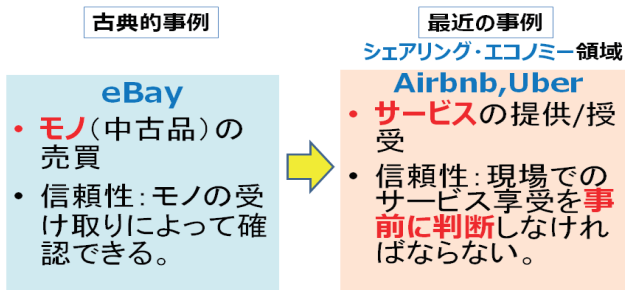 古典的事例
eBay
• モノ（中古品）の
売買
• 信頼性：モノの受
け取りによって確
認できる。
最近の事例
シェアリング・エコノミー領域
Airbnb,Uber
• サービスの提供/授
受
• 信頼性：現場での
サービス享受を事
前に判断しなけれ
ばならない。